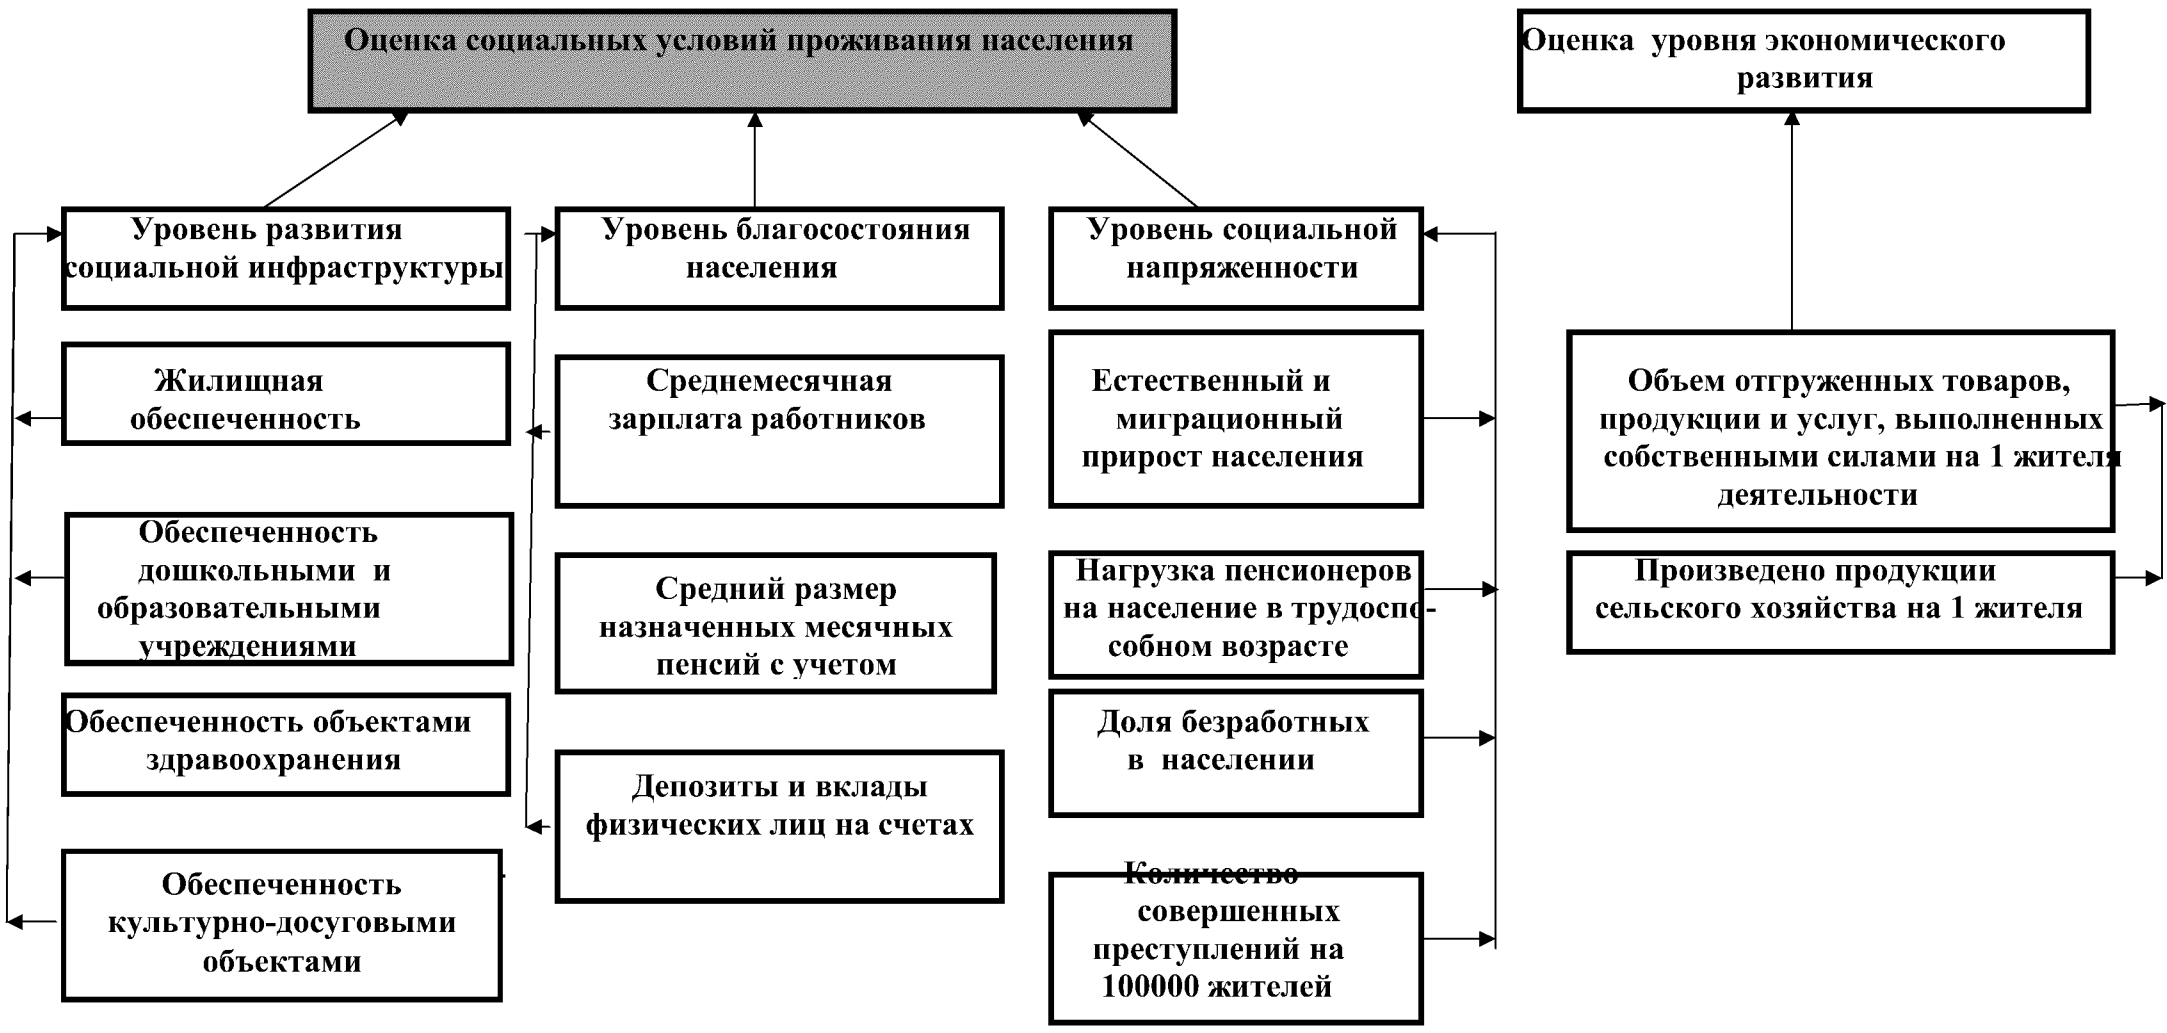 Оценка социальных условий проживания населения
Оценка уровня экономического
развития
Уровень развития
социальной инфраструктуры
Жилищная
обеспеченность
Обеспеченность
дошкольными и
образовательными
учреждениями
Обеспеченность объектами
здравоохранения
Обеспеченность
культурно-досуговыми
объектами
Уровень благосостояния
населения
Среднемесячная
зарплата работников
Средний размер
назначенных месячных
пенсий с учетом
Депозиты и вклады
физических лиц на счетах
Уровень социальной
напряженности
Естественный и
миграционный
прирост населения
Нагрузка пенсионеров
на население в трудоспо-
собном возрасте
Доля безработных
в населении
Количество
совершенных
преступлений на
100000 жителей
Объем отгруженных товаров,
продукции и услуг, выполненных
собственными силами на 1 жителя
деятельности
Произведено продукции
сельского хозяйства на 1 жителя